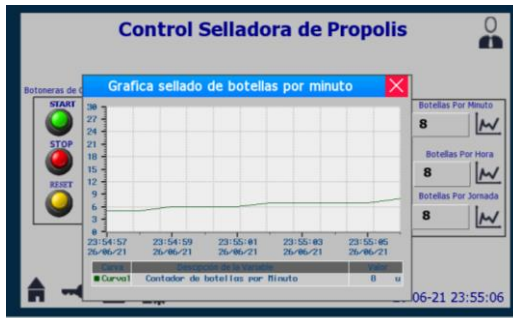 Control Selladora de Propolis
Botoneras de C
Grafica sellado de botellas por minuto
START
STOP
RESET
30
27
24
21
18
15
12
9
6
3
0
23:54:57 23:54:59 23:55:01 23:55:03 23:55:05
26/06/21 26/06/21 26/06/21 26/06/21 26/06/21
Curva Descripción de la Variable Valor
Curva1 Contador de botellas por Minuto 8 u
Botellas Por Minuto
8
Botellas Por Hora
8
Botellas Por Jornada
8
06-21 23:55:06